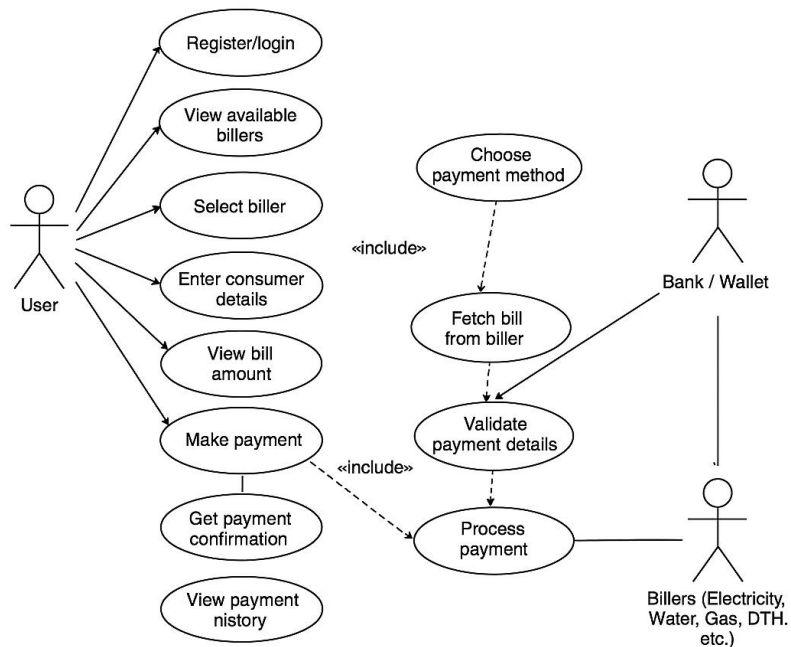 Register/login
View available
billers
Select biller
Enter consumer
details
View bill
amount
Make payment
Get payment
confirmation
View payment
nistory
User
Choose
payment method
«include»
Fetch bill
from biller
Validate
payment details
«include»
Process
payment
Bank / Wallet
Billers (Electricity,
Water, Gas, DTH.
etc.)